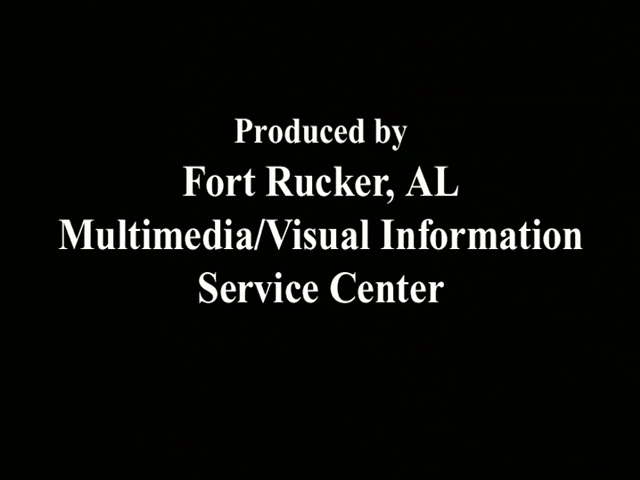 Produced by
Fort Rucker, AL
Multimedia/Visual Information
Service Center